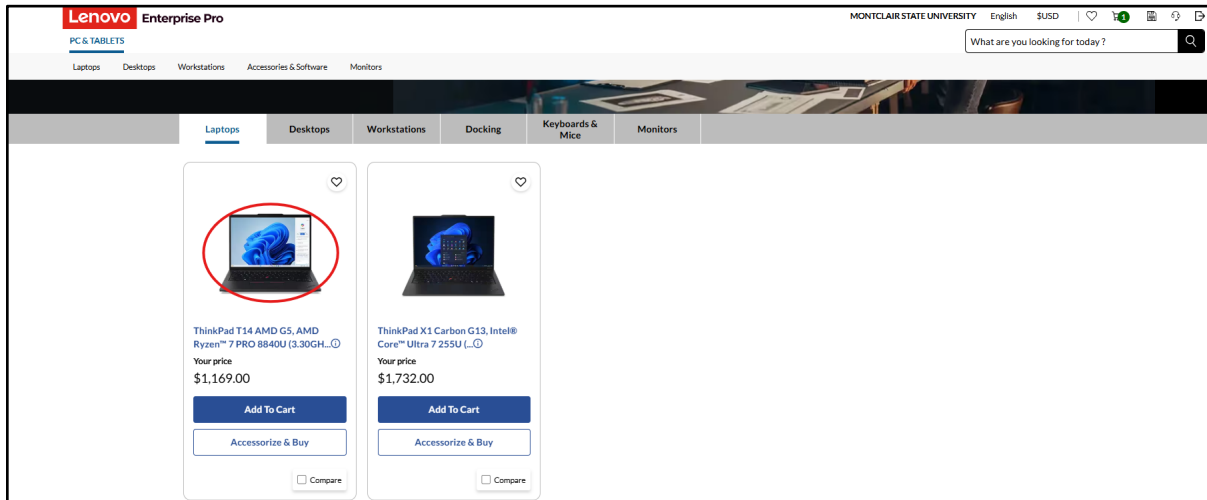 Lenovo Enterprise Pro
MONTCLAIR STATE UNIVERSITY English $USD 1
PC & TABLETS
What are you looking for today ?
Laptops Desktops Workstations Accessories & Software Monitors
Laptops Desktops Workstations Docking Keyboards & Mice Monitors
ThinkPad T14 AMD G5, AMD
Ryzen™ 7 PRO 8840U (3.30GH...
Your price
$1,169.00
Add To Cart
Accessorize & Buy
Compare
ThinkPad X1 Carbon G13, Intel®
Core™ Ultra 7 255U (...
Your price
$1,732.00
Add To Cart
Accessorize & Buy
Compare